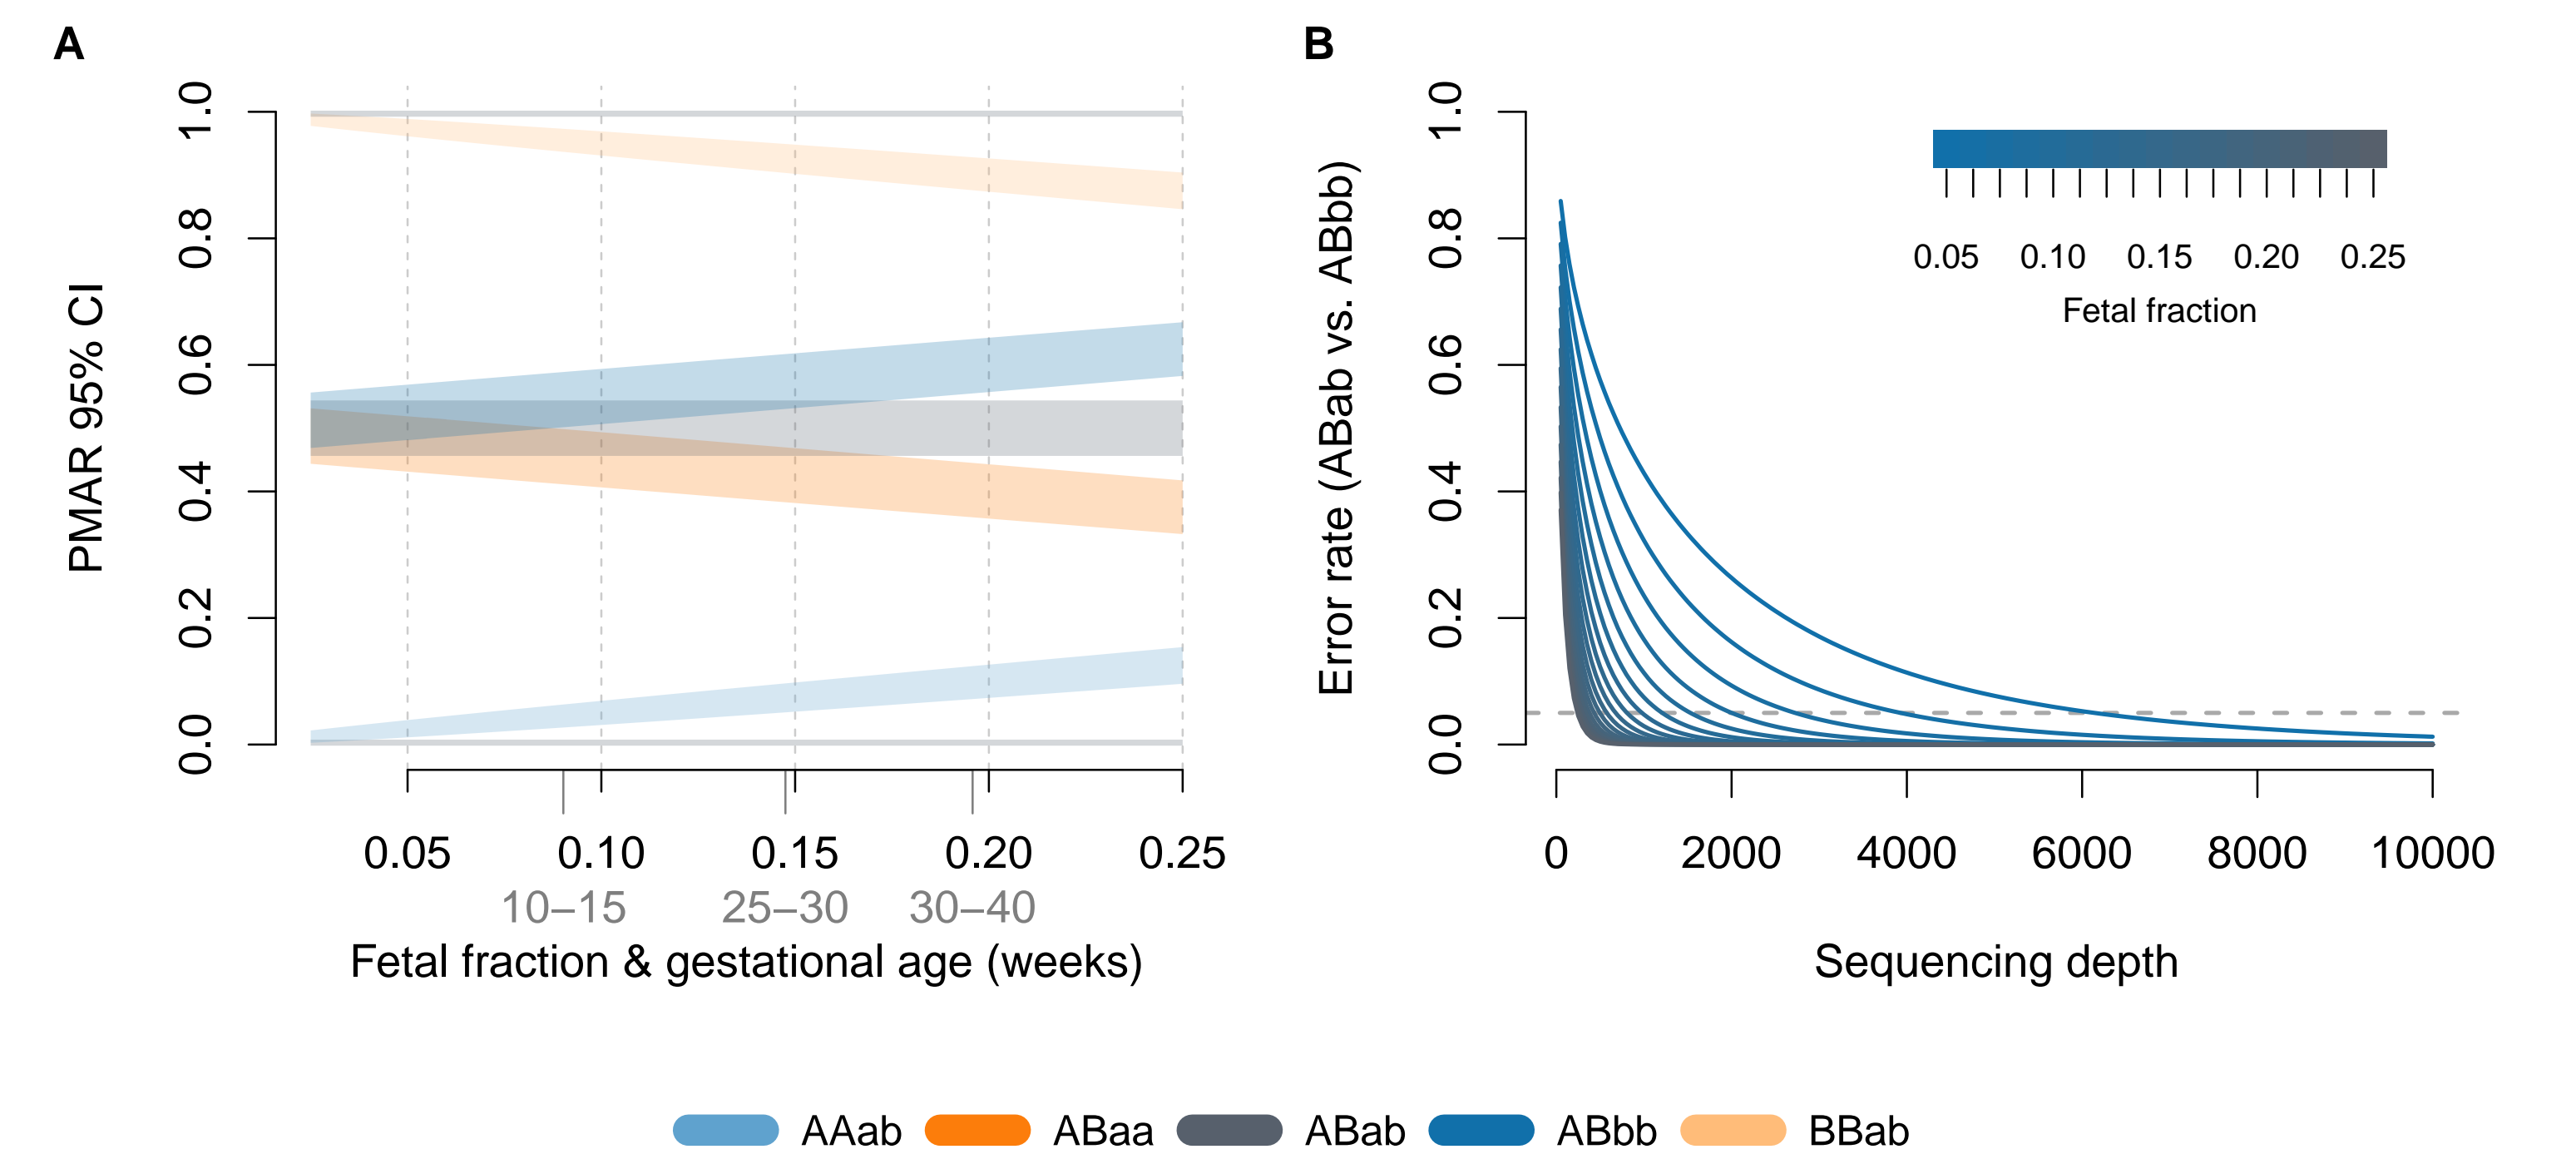 A
PMAR 95% CI
1.0
0.8
0.6
0.4
0.2
0.0
0.05 0.10 0.15 0.20 0.25
10–15 25–30 30–40
Fetal fraction & gestational age (weeks)
B
Error rate (ABab vs. ABbb)
1.0
0.8
0.6
0.4
0.2
0.0
0.05 0.10 0.15 0.20 0.25
Fetal fraction
0 2000 4000 6000 8000 10000
Sequencing depth
AAab ABaa ABab ABbb BBab